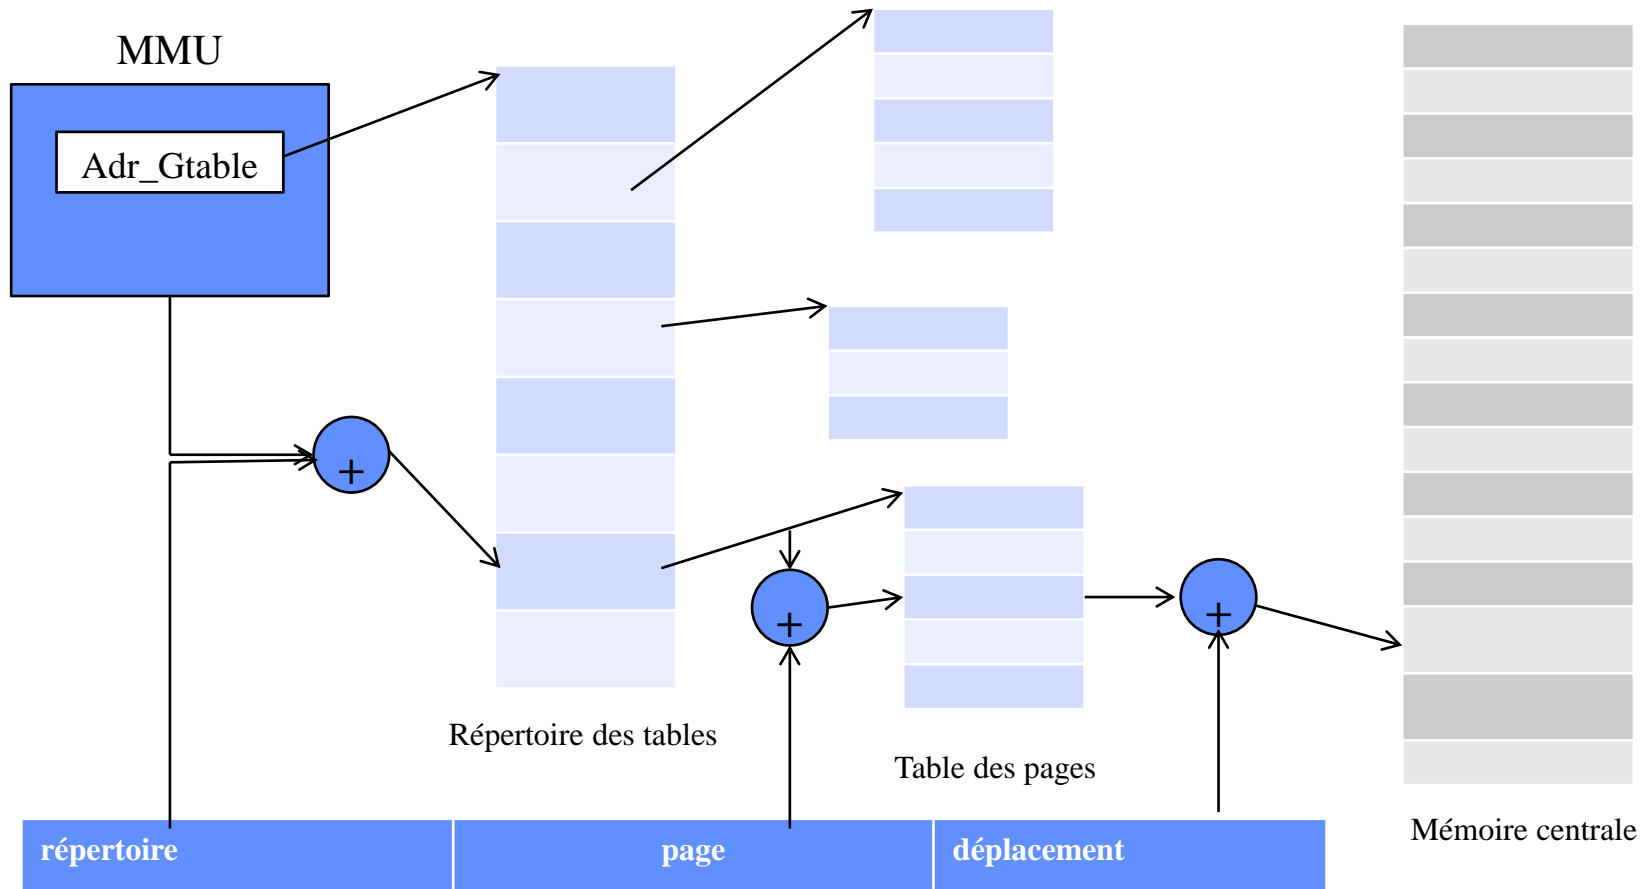 MMU
Adr_Gtable
+
+
+
Répertoire des tables
Table des pages
Mémoire centrale
répertoire
page
déplacement